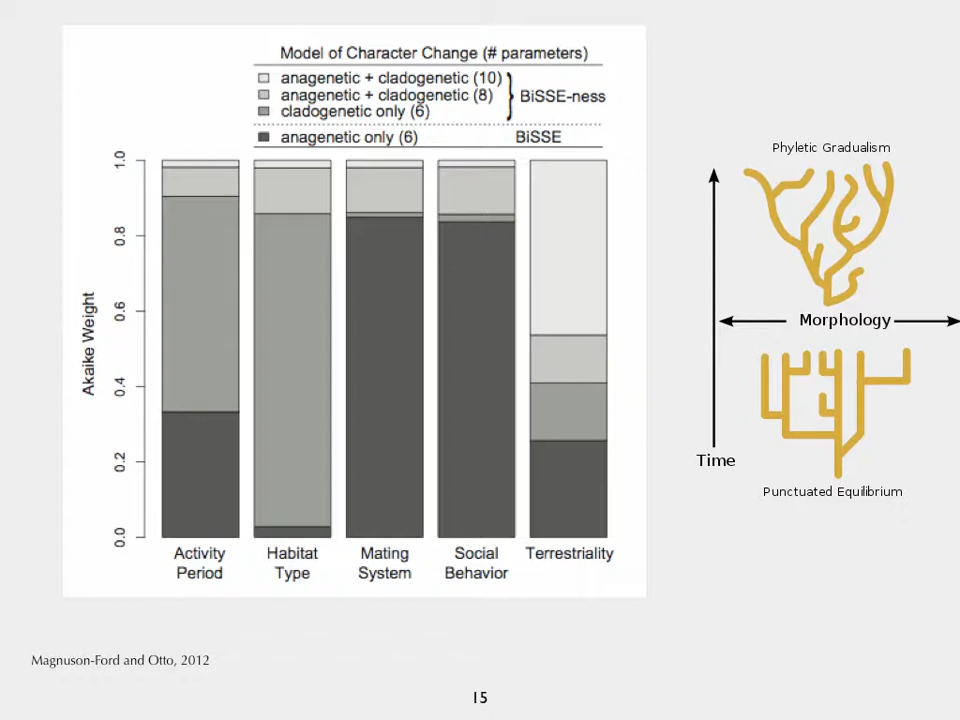 Model of Character Change (# parameters)
anagenetic + cladogenetic (10)
anagenetic + cladogenetic (8)
cladogenetic only (6)
BiSSE-ness
anagenetic only (6)
BiSSE
Akaike Weight
1.0
0.8
0.6
0.4
0.2
0.0
Activity
Period
Habitat
Type
Mating
System
Social
Behavior
Terrestriality
Phyletic Gradualism
Morphology
Time
Punctuated Equilibrium
Magnuson-Ford and Otto, 2012
15